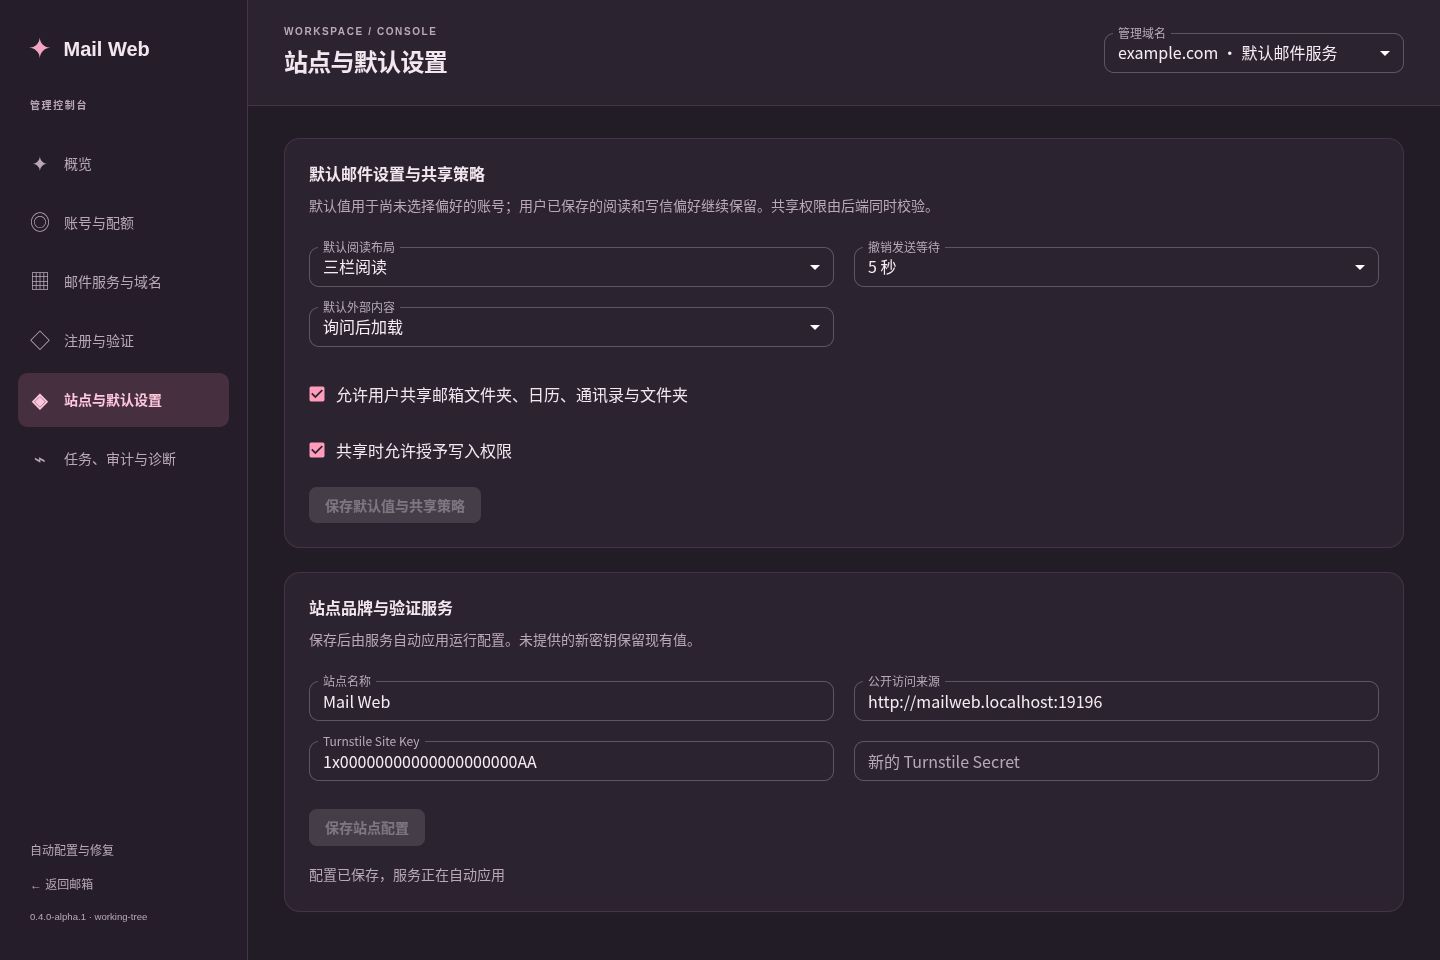 Mail Web
管理控制台
概览
账号与配额
邮件服务与域名
注册与验证
站点与默认设置
任务、审计与诊断
自动配置与修复
← 返回邮箱
0.4.0-alpha.1 · working-tree
WORKSPACE / CONSOLE
站点与默认设置
管理域名
example.com · 默认邮件服务
默认邮件设置与共享策略
默认值用于尚未选择偏好的账号；用户已保存的阅读和写信偏好继续保留。共享权限由后端同时校验。
默认阅读布局
三栏阅读
撤销发送等待
5 秒
默认外部内容
询问后加载
允许用户共享邮箱文件夹、日历、通讯录与文件夹
共享时允许授予写入权限
保存默认值与共享策略
站点品牌与验证服务
保存后由服务自动应用运行配置。未提供的新密钥保留现有值。
站点名称
Mail Web
公开访问来源
http://mailweb.localhost:19196
Turnstile Site Key
1x00000000000000000000AA
新的 Turnstile Secret
保存站点配置
配置已保存，服务正在自动应用